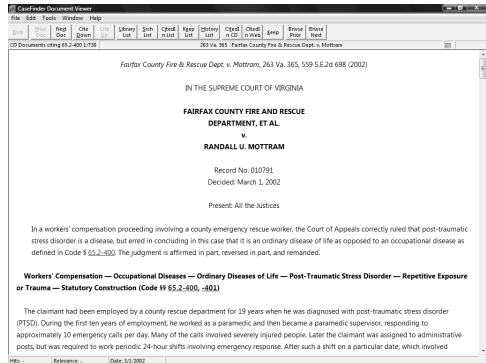 CaseFinder Document Viewer
File Edit Tools Window Help
Back Prior Doc Next Doc Cite Down Cite Up Library List Srch List CitedIn List Keep List History List CitedIn CD CitedIn Web Keep Brwse Prior Brwse Next
CD Documents citing 65.2-400 1/730 263 Va. 365 Fairfax County Fire & Rescue Dept. v. Mottram
Fairfax County Fire & Rescue Dept. v. Mottram, 263 Va. 365, 559 S.E.2d 698 (2002)
IN THE SUPREME COURT OF VIRGINIA
FAIRFAX COUNTY FIRE AND RESCUE
DEPARTMENT, ET AL.
v.
RANDALL U. MOTTRAM
Record No. 010791
Decided: March 1, 2002
Present: All the Justices
In a workers' compensation proceeding involving a county emergency rescue worker, the Court of Appeals correctly ruled that post-traumatic
stress disorder is a disease, but erred in concluding in this case that it is an ordinary disease of life as opposed to an occupational disease as
defined in Code § 65.2-400. The judgment is affirmed in part, reversed in part, and remanded.
Workers' Compensation — Occupational Diseases — Ordinary Diseases of Life — Post-Traumatic Stress Disorder — Repetitive Exposure
or Trauma — Statutory Construction (Code §§ 65.2-400, -401)
The claimant had been employed by a county rescue department for 19 years when he was diagnosed with post-traumatic stress disorder
(PTSD). During the first ten years of employment, he worked as a paramedic and then became a paramedic supervisor, responding to
approximately 10 emergency calls per day. Many of the calls involved severely injured people. Later the claimant was assigned to administrative
posts, but was required to work periodic 24-hour shifts involving emergency response. After such a shift on a particular date, which involved
Hits: - Relevance: - Date: 3/1/2002